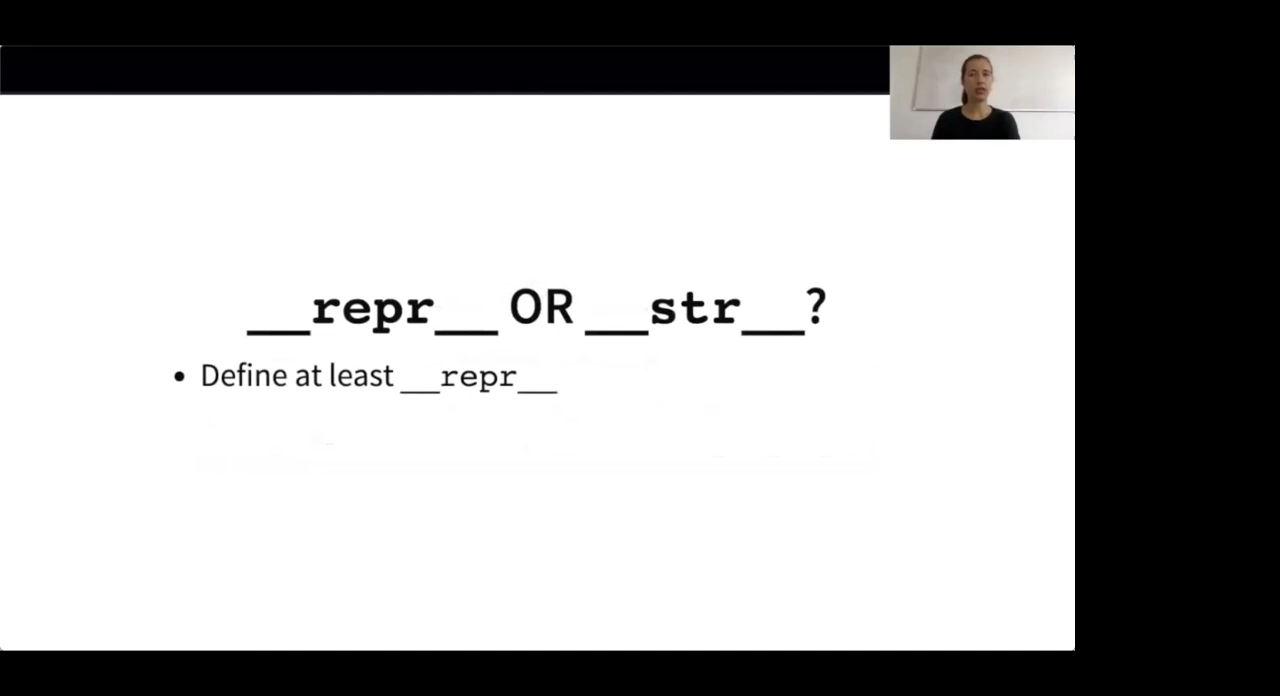 __repr__ OR __str__?
• Define at least __repr__